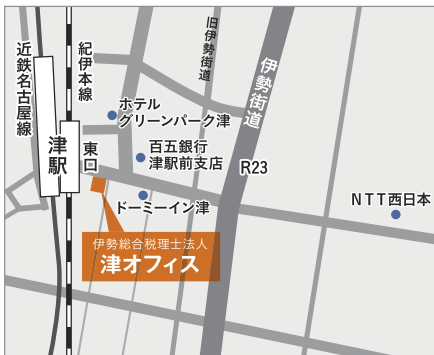 近鉄名古屋線
紀伊本線
旧伊勢街道
伊勢街道
ホテル
グリーンパーク津
百五銀行
津駅前支店
津駅
東口
R23
ドーミーイン津
NTT西日本
伊勢総合税理士法人
津オフィス